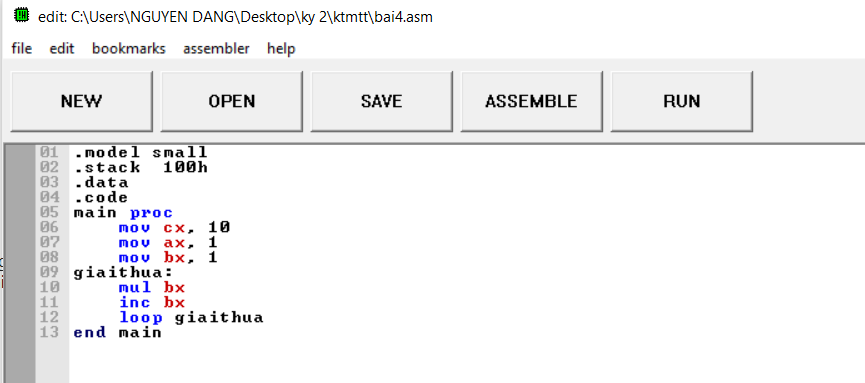 edit: C:\Users\NGUYEN DANG\Desktop\ky 2\ktmtt\bai4.asm
file edit bookmarks assembler help
NEW OPEN SAVE ASSEMBLE RUN
01 .model small
02 .stack  100h
03 .data
04 .code
05 main proc
06     mov cx, 10
07     mov ax, 1
08     mov bx, 1
09 giaithua:
10     mul bx
11     inc bx
12     loop giaithua
13 end main